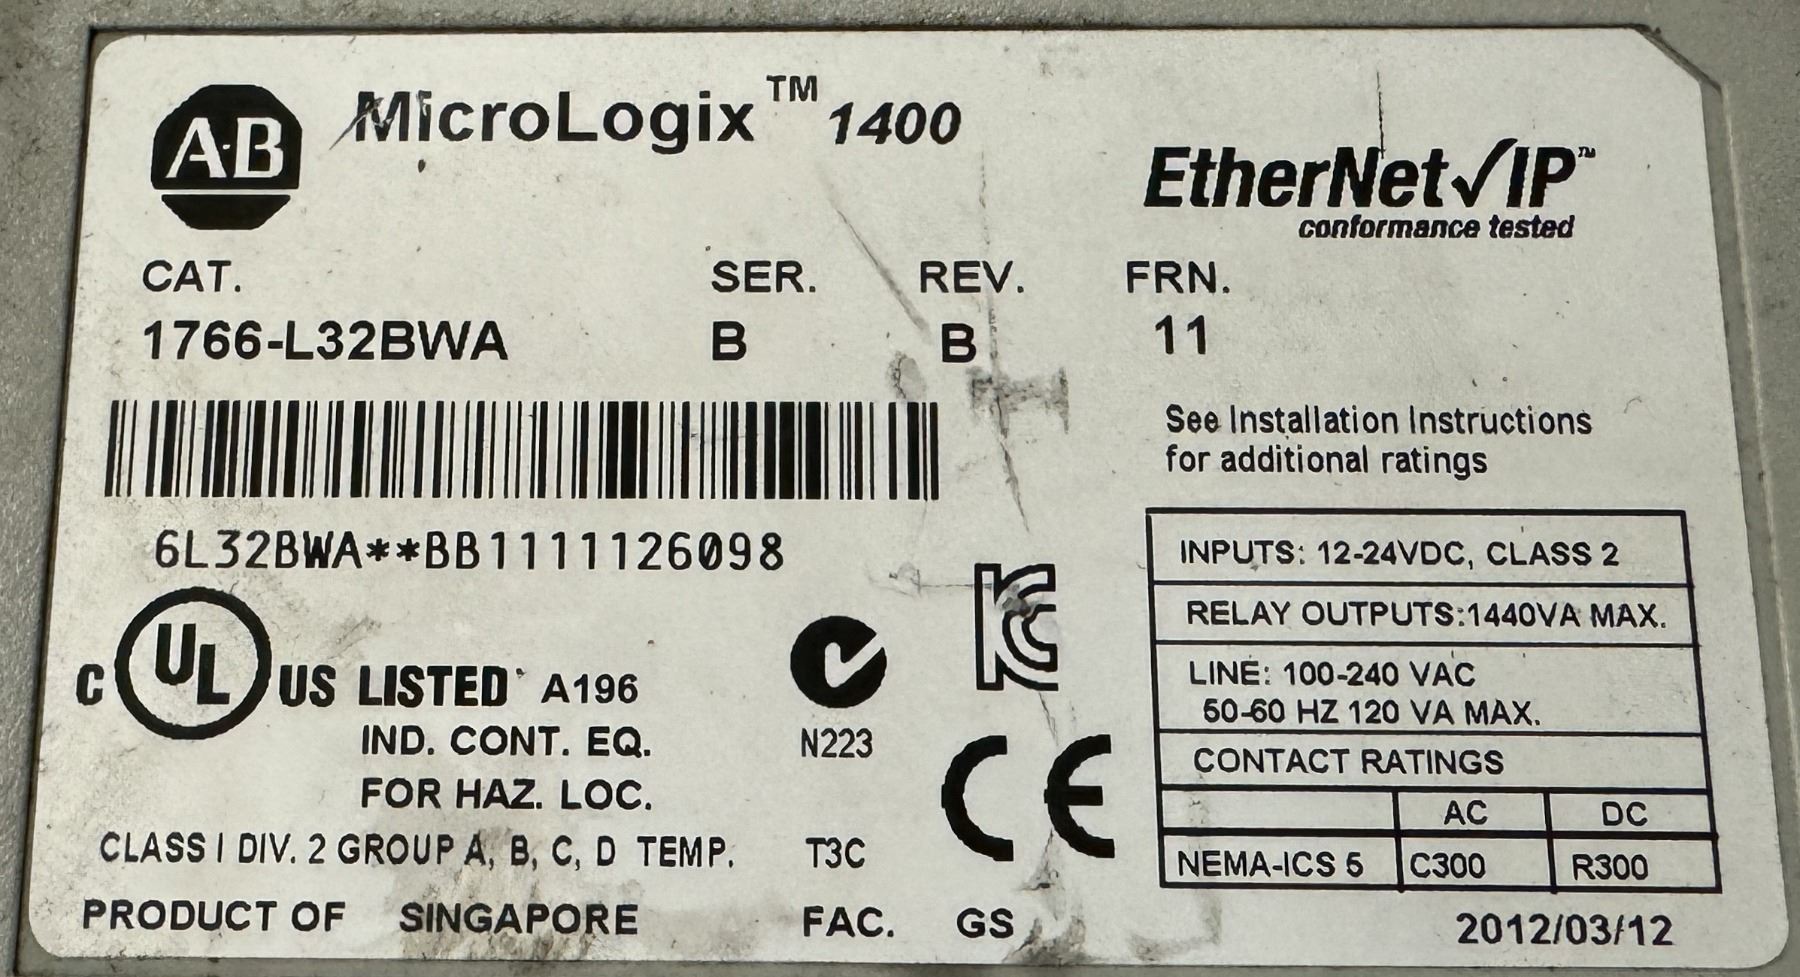 A·B MicroLogix™ 1400
EtherNet/IP™
conformance tested
CAT. SER. REV. FRN.
1766-L32BWA B B 11
See Installation Instructions
for additional ratings
6L32BWA**BB1111126098
INPUTS: 12-24VDC, CLASS 2
RELAY OUTPUTS:1440VA MAX.
LINE: 100-240 VAC
50-60 HZ 120 VA MAX.
CONTACT RATINGS
AC DC
NEMA-ICS 5 C300 R300
C UL US LISTED A196
IND. CONT. EQ.
FOR HAZ. LOC.
N223
KC
CE
CLASS I DIV. 2 GROUP A, B, C, D TEMP. T3C
PRODUCT OF SINGAPORE FAC. GS
2012/03/12